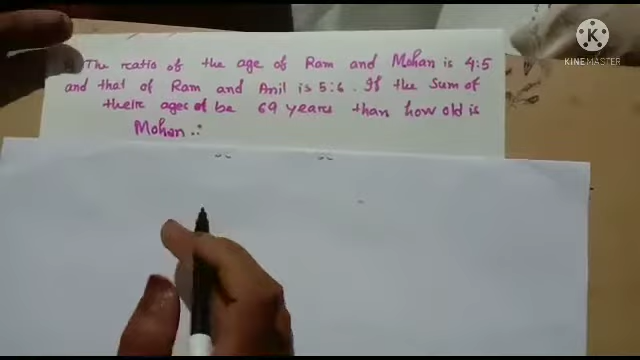 The ratio of the age of Ram and Mohan is 4:5
and that of Ram and Anil is 5:6. If the Sum of
their ages of be 69 years than how old is
Mohan ∴
K
KINEMASTER